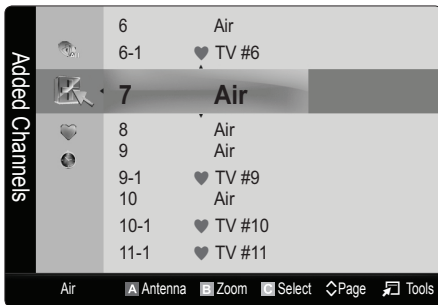 Added Channels
6 Air
6-1 ♥ TV #6
7 Air
8 Air
9 Air
9-1 ♥ TV #9
10 Air
10-1 ♥ TV #10
11-1 ♥ TV #11
Air A Antenna B Zoom C Select Page Tools